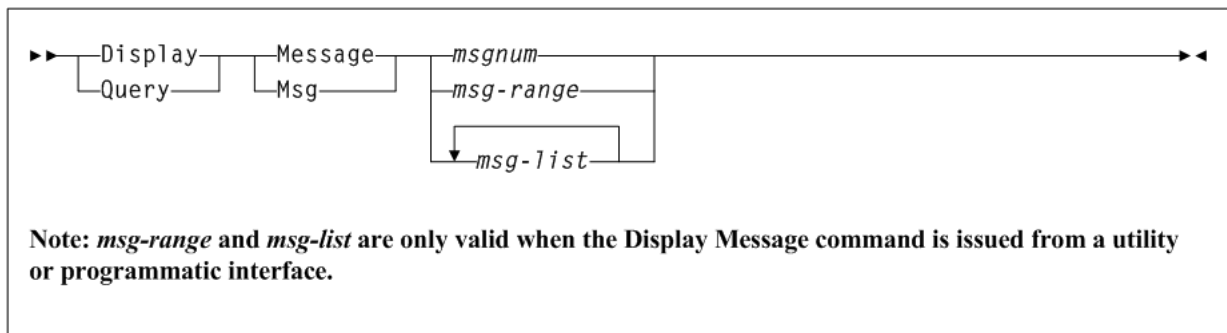 Display Message msgnum
Query Msg msg-range
msg-list
Note: msg-range and msg-list are only valid when the Display Message command is issued from a utility
or programmatic interface.